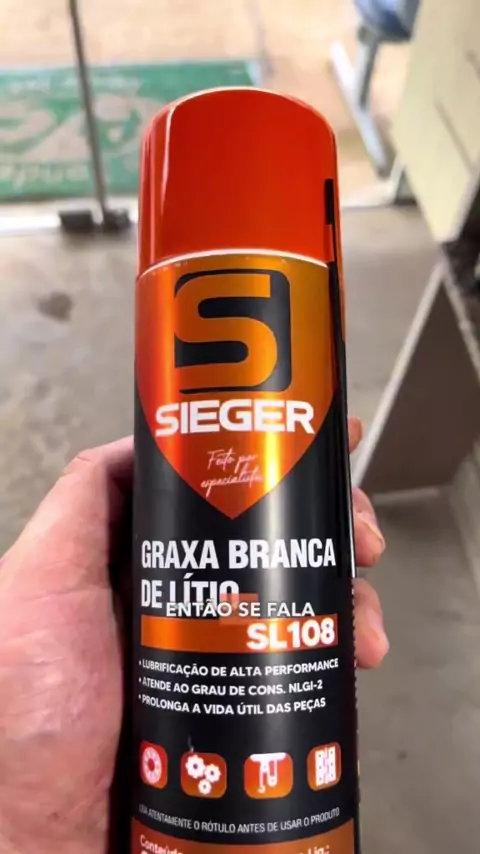 S
SIEGER
Feito por
especialistas
GRAXA BRANCA
DE LÍTIO
ENTÃO SE FALA
SL108
• LUBRIFICAÇÃO DE ALTA PERFORMANCE
• ATENDE AO GRAU DE CONS. NLGI-2
• PROLONGA A VIDA ÚTIL DAS PEÇAS
LEIA ATENTAMENTE O RÓTULO ANTES DE USAR O PRODUTO